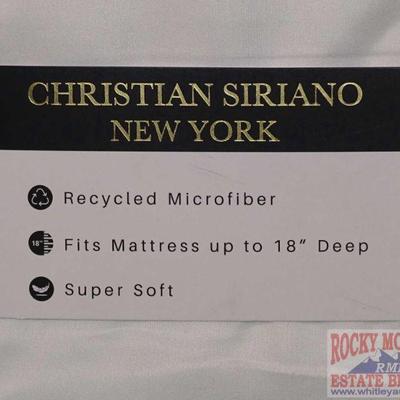 CHRISTIAN SIRIANO
NEW YORK
Recycled Microfiber
18"
Fits Mattress up to 18" Deep
Super Soft
ROCKY MO
RM
ESTATE B
www.whitleya